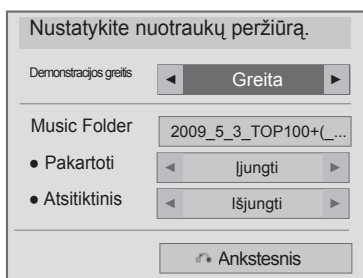 Nustatykite nuotraukų peržiūrą.
Demonstracijos greitis ◄ Greita ►
Music Folder 2009_5_3_TOP100+(_...
● Pakartoti ◄ Įjungti ►
● Atsitiktinis ◄ Išjungti ►
Ankstesnis